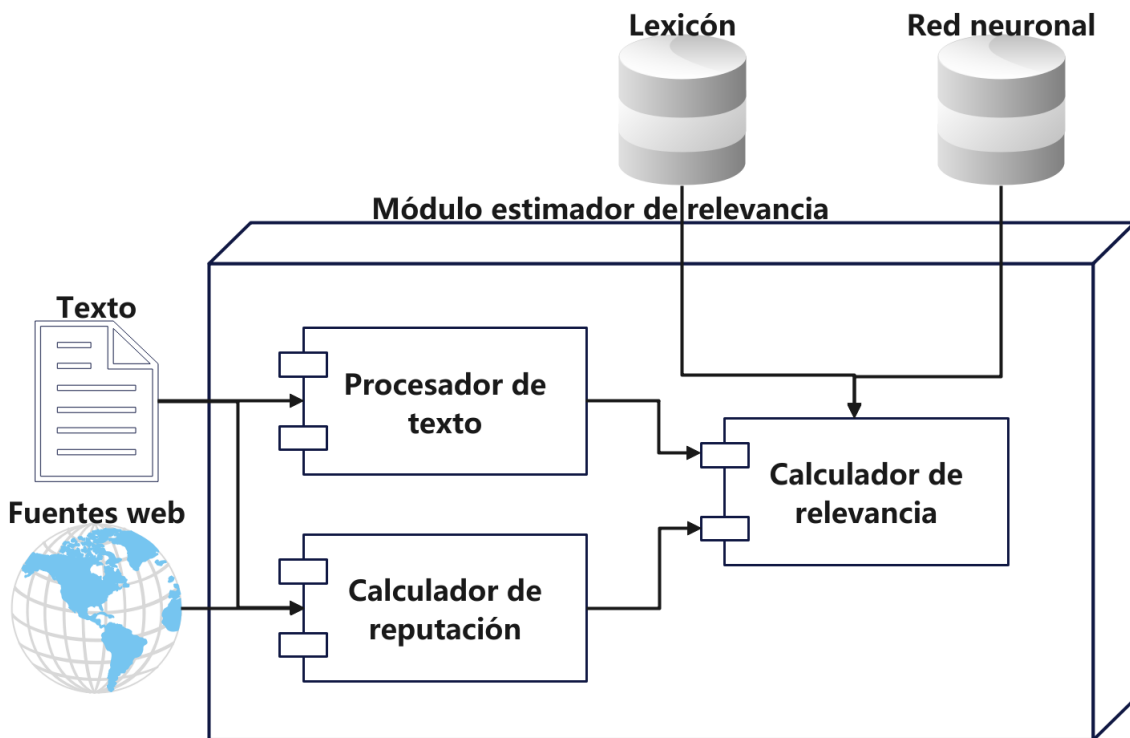 Lexicón
Red neuronal
Módulo estimador de relevancia
Texto
Procesador de
texto
Calculador de
relevancia
Fuentes web
Calculador de
reputación